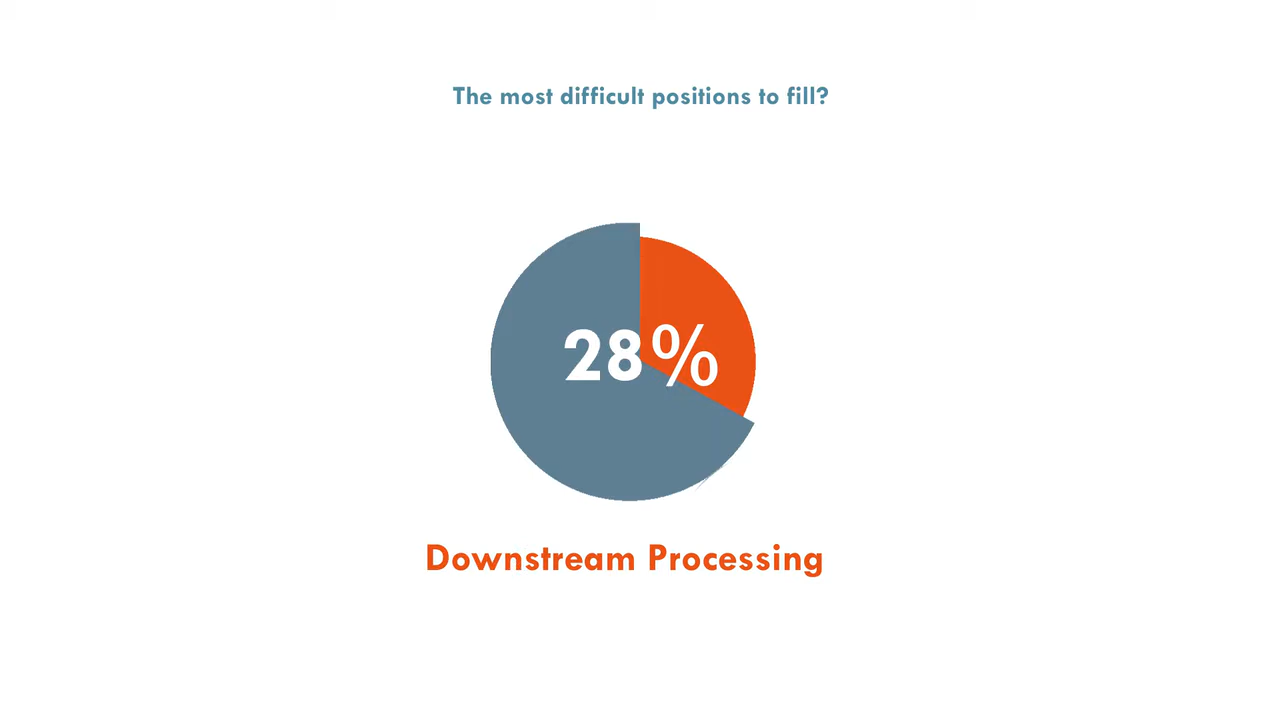 The most difficult positions to fill?
28%
Downstream Processing